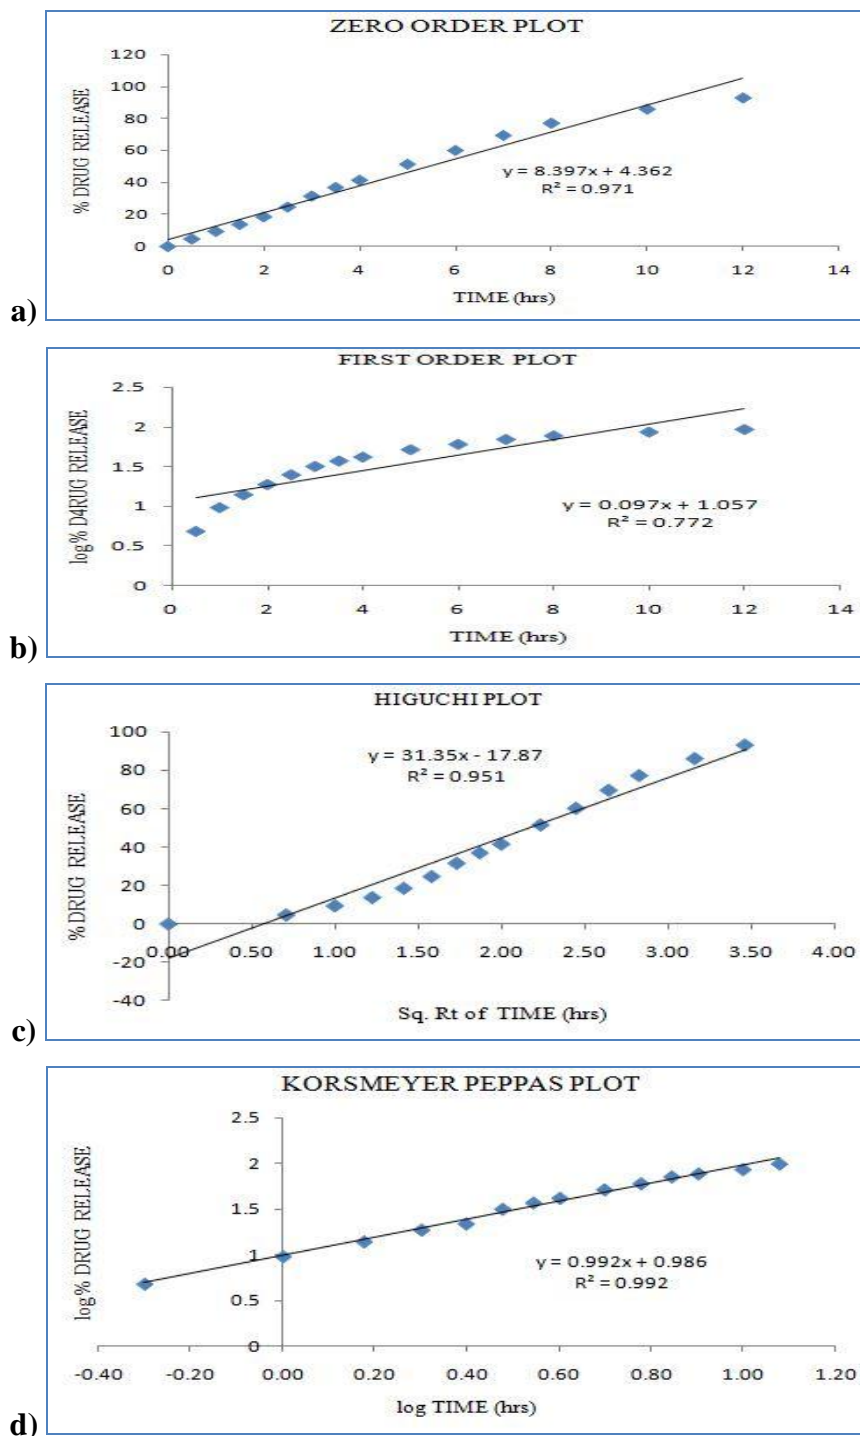 ZERO ORDER PLOT
% DRUG RELEASE
120
100
80
60
40
20
0
y = 8.397x + 4.362
R² = 0.971
0 2 4 6 8 10 12 14
TIME (hrs)
a)
FIRST ORDER PLOT
log% D4RUG RELEASE
2.5
2
1.5
1
0.5
0
y = 0.097x + 1.057
R² = 0.772
0 2 4 6 8 10 12 14
TIME (hrs)
b)
HIGUCHI PLOT
% DRUG RELEASE
100
80
60
40
20
0
-20
-40
y = 31.35x - 17.87
R² = 0.951
0.00 0.50 1.00 1.50 2.00 2.50 3.00 3.50 4.00
Sq. Rt of TIME (hrs)
c)
KORSMEYER PEPPAS PLOT
log% DRUG RELEASE
2.5
2
1.5
1
0.5
0
y = 0.992x + 0.986
R² = 0.992
-0.40 -0.20 0.00 0.20 0.40 0.60 0.80 1.00 1.20
log TIME (hrs)
d)